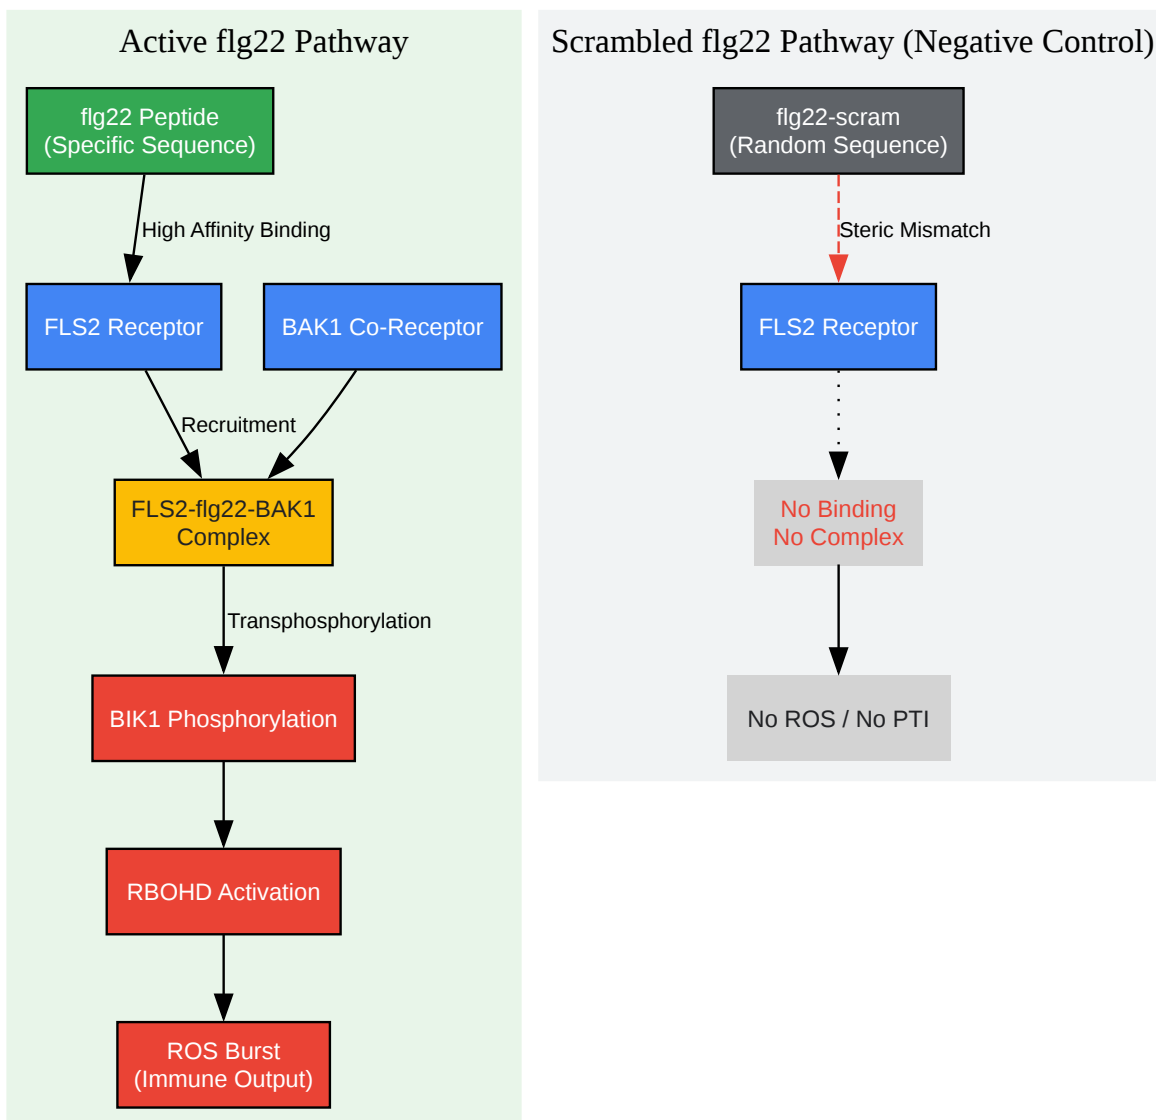 Active flg22 Pathway
flg22 Peptide
(Specific Sequence)
High Affinity Binding
FLS2 Receptor
BAK1 Co-Receptor
Recruitment
FLS2-flg22-BAK1
Complex
Transphosphorylation
BIK1 Phosphorylation
RBOHD Activation
ROS Burst
(Immune Output)
Scrambled flg22 Pathway (Negative Control)
flg22-scram
(Random Sequence)
Steric Mismatch
FLS2 Receptor
No Binding
No Complex
No ROS / No PTI